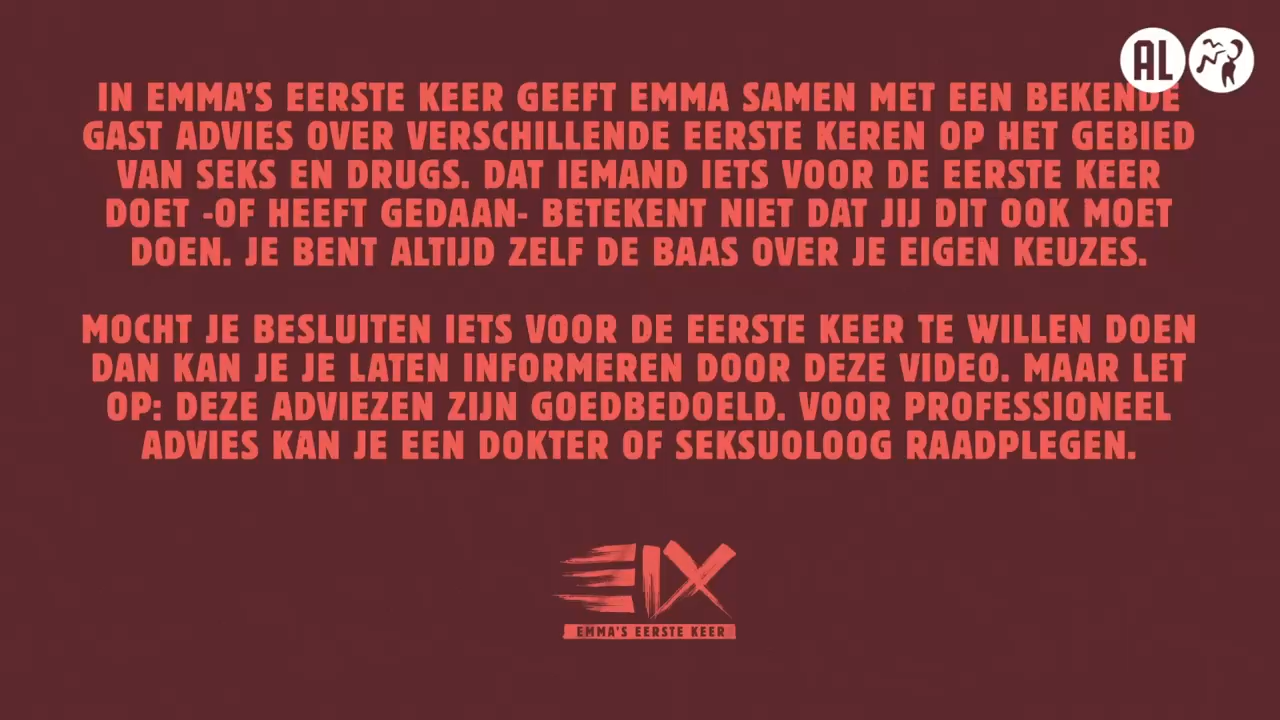 AL
IN EMMA'S EERSTE KEER GEEFT EMMA SAMEN MET EEN BEKENDE
GAST ADVIES OVER VERSCHILLENDE EERSTE KEREN OP HET GEBIED
VAN SEKS EN DRUGS. DAT IEMAND IETS VOOR DE EERSTE KEER
DOET -OF HEEFT GEDAAN- BETEKENT NIET DAT JIJ DIT OOK MOET
DOEN. JE BENT ALTIJD ZELF DE BAAS OVER JE EIGEN KEUZES.
MOCHT JE BESLUITEN IETS VOOR DE EERSTE KEER TE WILLEN DOEN
DAN KAN JE JE LATEN INFORMEREN DOOR DEZE VIDEO. MAAR LET
OP: DEZE ADVIEZEN ZIJN GOEDBEDOELD. VOOR PROFESSIONEEL
ADVIES KAN JE EEN DOKTER OF SEKSUOLOOG RAADPLEGEN.
E1X
EMMA'S EERSTE KEER